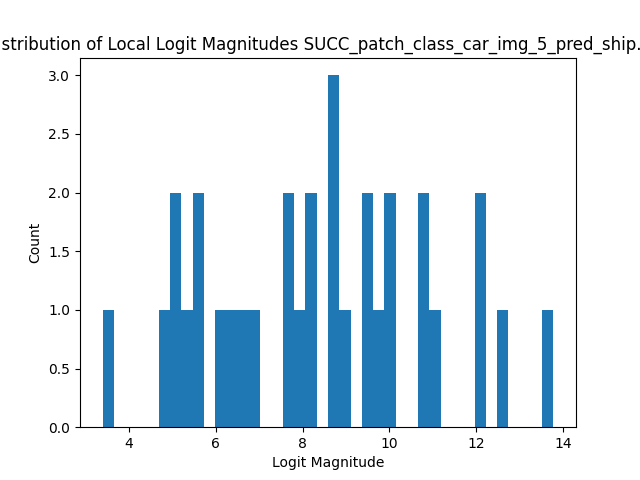 stribution of Local Logit Magnitudes SUCC_patch_class_car_img_5_pred_ship.
3.0
2.5
2.0
1.5
1.0
0.5
0.0
Count
4 6 8 10 12 14
Logit Magnitude